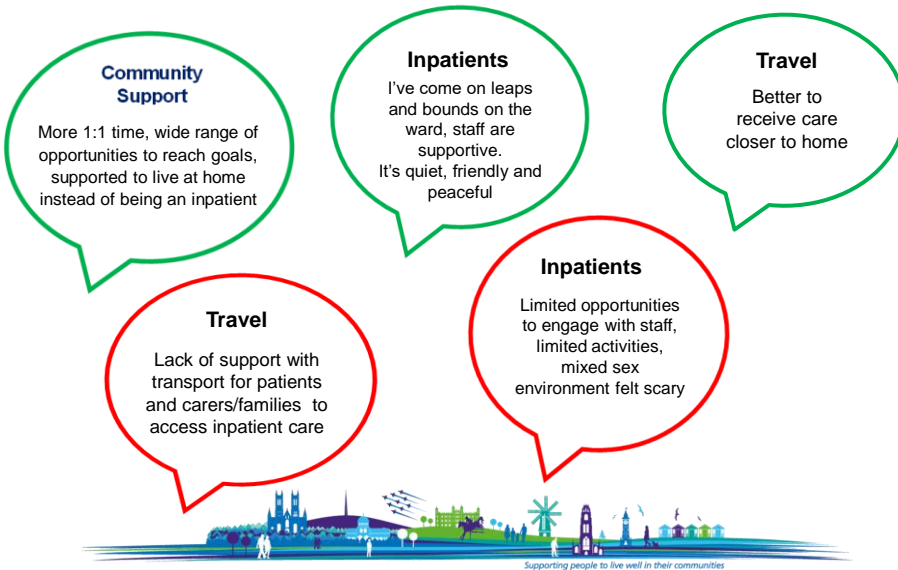 Community
Support
More 1:1 time, wide range of
opportunities to reach goals,
supported to live at home
instead of being an inpatient
Inpatients
I've come on leaps
and bounds on the
ward, staff are
supportive.
It's quiet, friendly and
peaceful
Travel
Better to
receive care
closer to home
Travel
Lack of support with
transport for patients
and carers/families to
access inpatient care
Inpatients
Limited opportunities
to engage with staff,
limited activities,
mixed sex
environment felt scary
Supporting people to live well in their communities